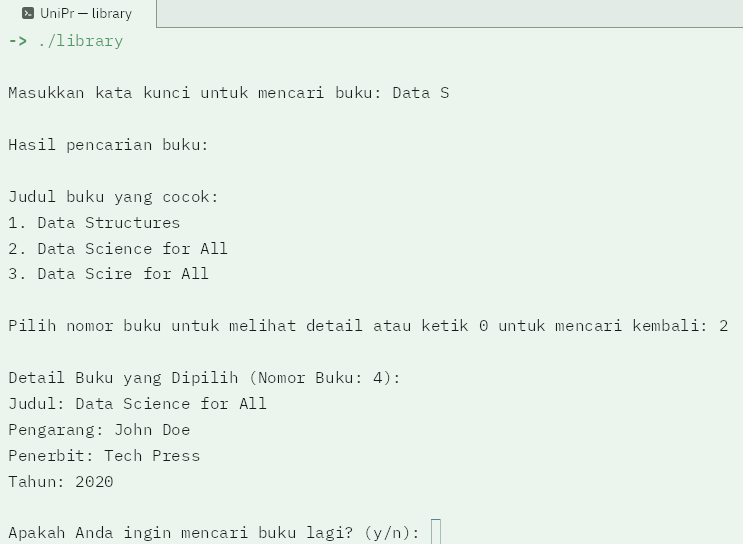 UniPr — library
-> ./library
Masukkan kata kunci untuk mencari buku: Data S
Hasil pencarian buku:
Judul buku yang cocok:
1. Data Structures
2. Data Science for All
3. Data Scire for All
Pilih nomor buku untuk melihat detail atau ketik 0 untuk mencari kembali: 2
Detail Buku yang Dipilih (Nomor Buku: 4):
Judul: Data Science for All
Pengarang: John Doe
Penerbit: Tech Press
Tahun: 2020
Apakah Anda ingin mencari buku lagi? (y/n):